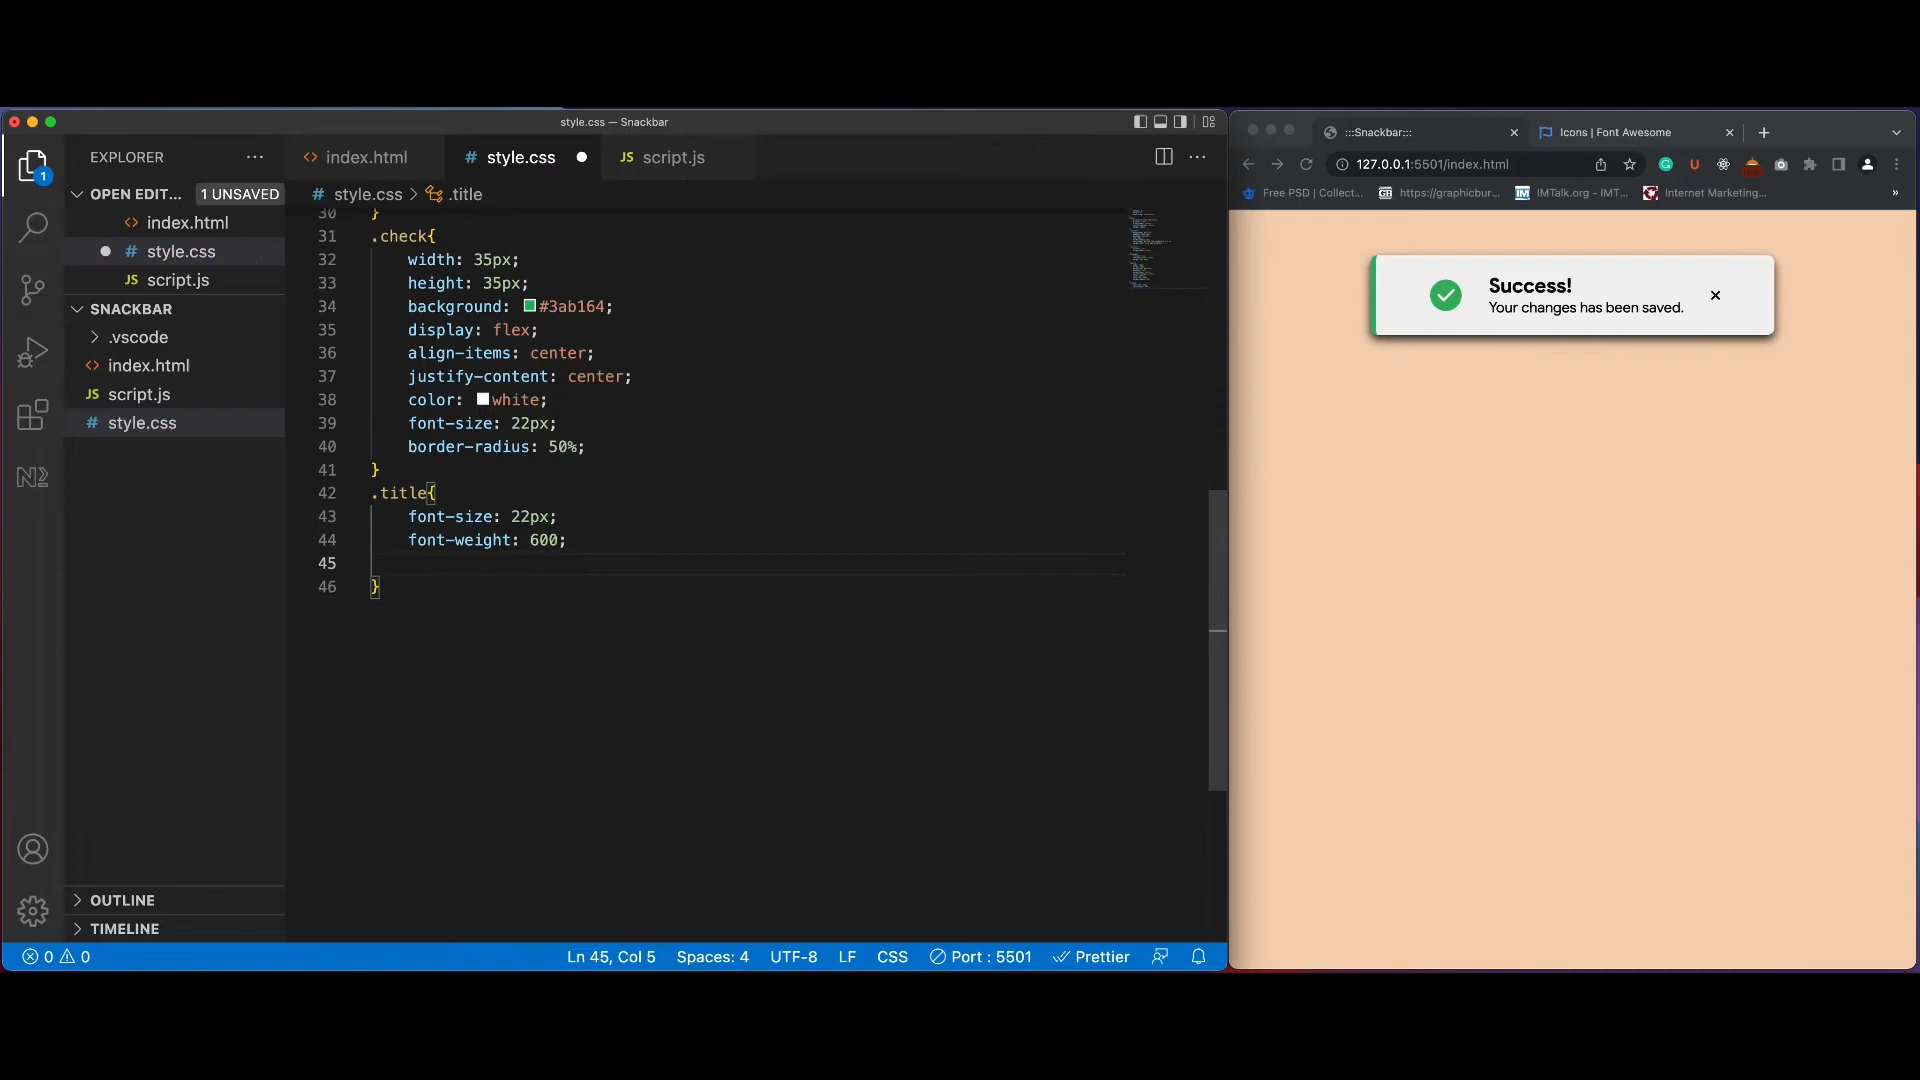 style.css — Snackbar
EXPLORER
OPEN EDIT... 1 UNSAVED
index.html
style.css
script.js
SNACKBAR
.vscode
index.html
JS script.js
# style.css
OUTLINE
TIMELINE
1
<> index.html
# style.css
JS script.js
# style.css > .title
30 }
31 .check{
32 width: 35px;
33 height: 35px;
34 background: #3ab164;
35 display: flex;
36 align-items: center;
37 justify-content: center;
38 color: white;
39 font-size: 22px;
40 border-radius: 50%;
41 }
42 .title{
43 font-size: 22px;
44 font-weight: 600;
45
46 }
0 0
Ln 45, Col 5 Spaces: 4 UTF-8 LF CSS Port : 5501 Prettier
:::Snackbar:::
Icons | Font Awesome
127.0.0.1:5501/index.html
Free PSD | Collect...
https://graphicbur...
IMTalk.org - IMT...
Internet Marketing...
Success!
Your changes has been saved.